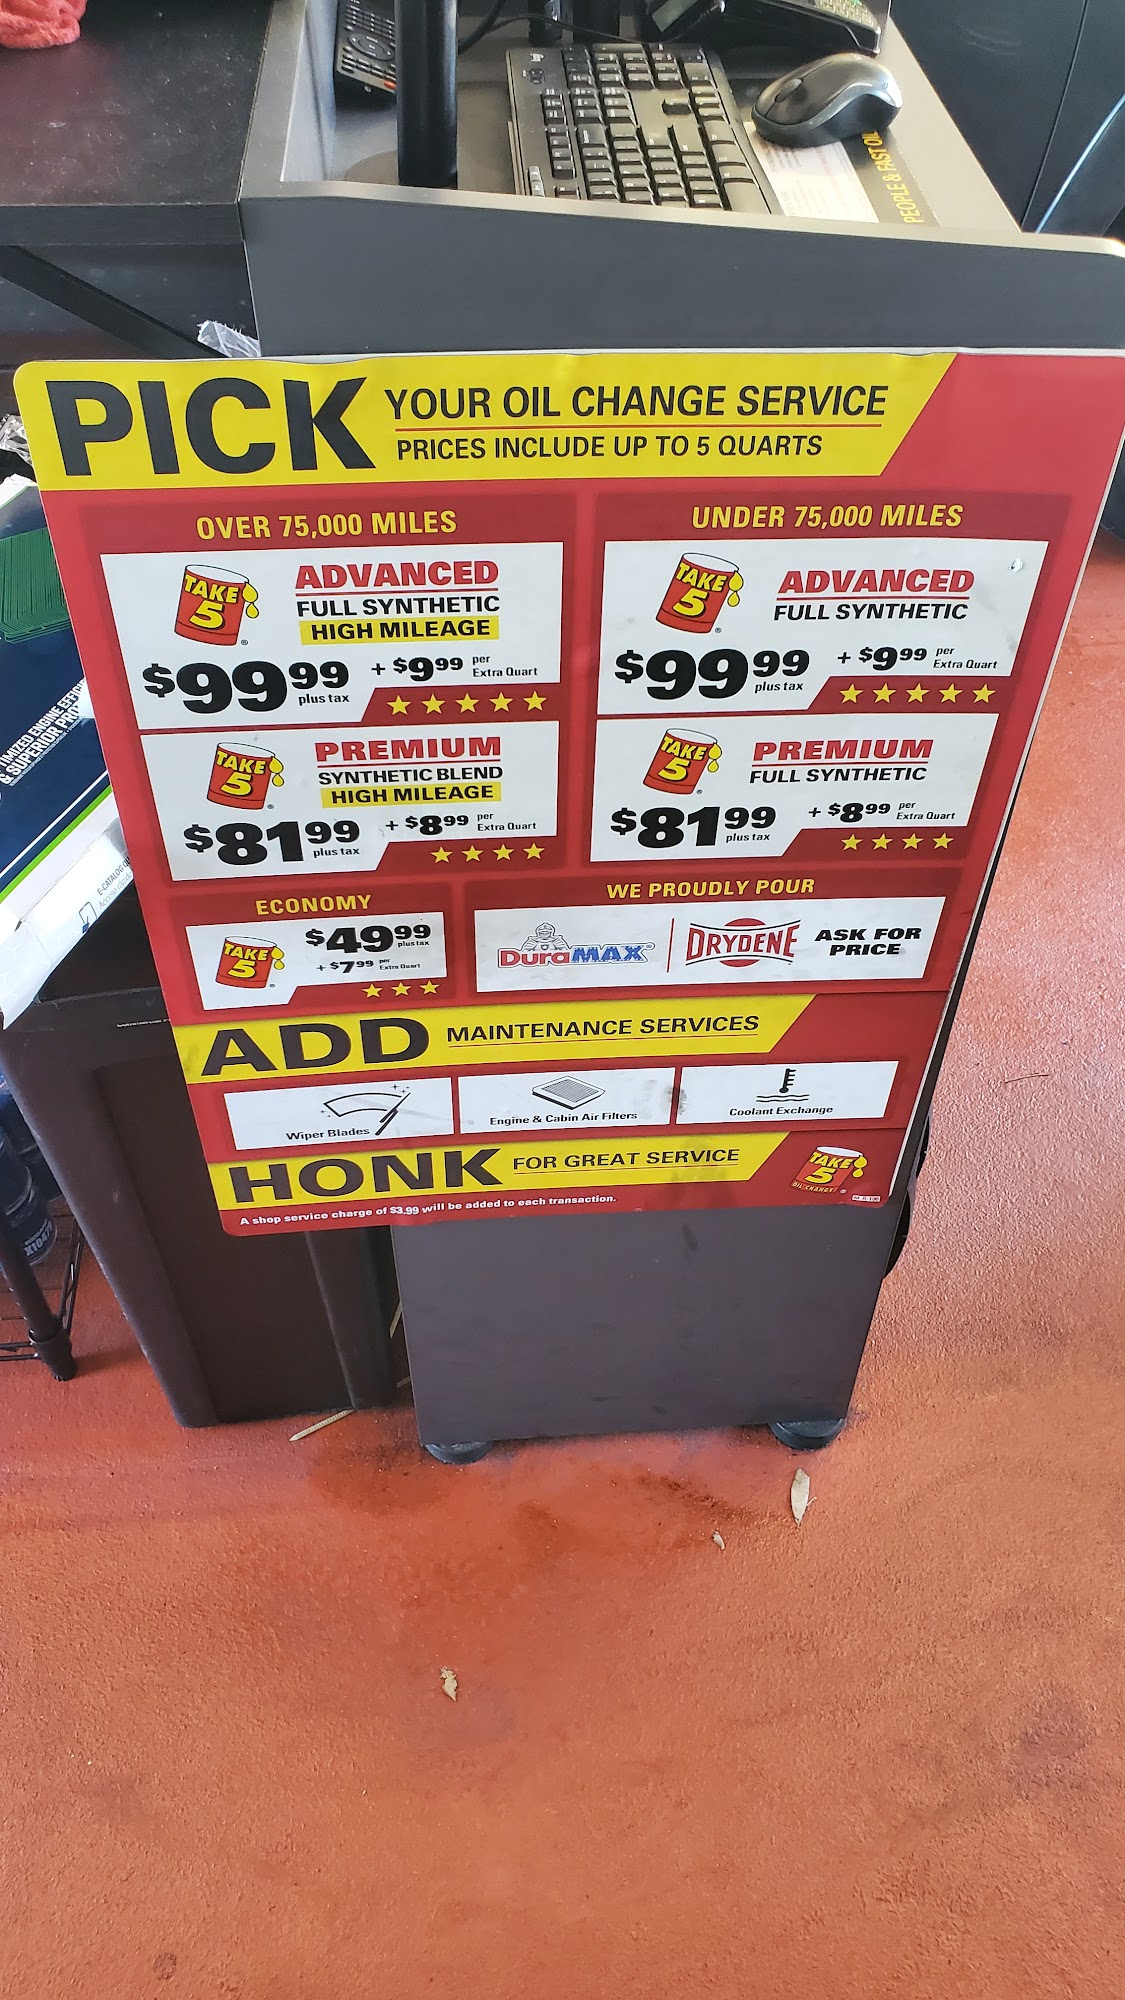 logi
PEOPLE & FAST OIL
PICK YOUR OIL CHANGE SERVICE
PRICES INCLUDE UP TO 5 QUARTS
OVER 75,000 MILES
TAKE 5
ADVANCED
FULL SYNTHETIC
HIGH MILEAGE
$99.99 plus tax + $9.99 per Extra Quart
TAKE 5
PREMIUM
SYNTHETIC BLEND
HIGH MILEAGE
$81.99 plus tax + $8.99 per Extra Quart
UNDER 75,000 MILES
TAKE 5
ADVANCED
FULL SYNTHETIC
$99.99 plus tax + $9.99 per Extra Quart
TAKE 5
PREMIUM
FULL SYNTHETIC
$81.99 plus tax + $8.99 per Extra Quart
ECONOMY
TAKE 5
$49.99 plus tax
+ $7.99 per Extra Quart
WE PROUDLY POUR
DuraMAX
DRYDENE
ASK FOR
PRICE
ADD MAINTENANCE SERVICES
Wiper Blades
Engine & Cabin Air Filters
Coolant Exchange
HONK FOR GREAT SERVICE
TAKE 5
OIL CHANGE
A shop service charge of $3.99 will be added to each transaction.
& SUPERIOR
E-CATALOG